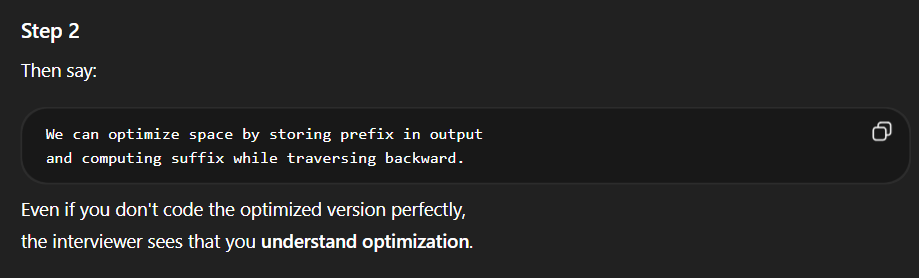 Step 2
Then say:
We can optimize space by storing prefix in output
and computing suffix while traversing backward.
Even if you don't code the optimized version perfectly,
the interviewer sees that you understand optimization.